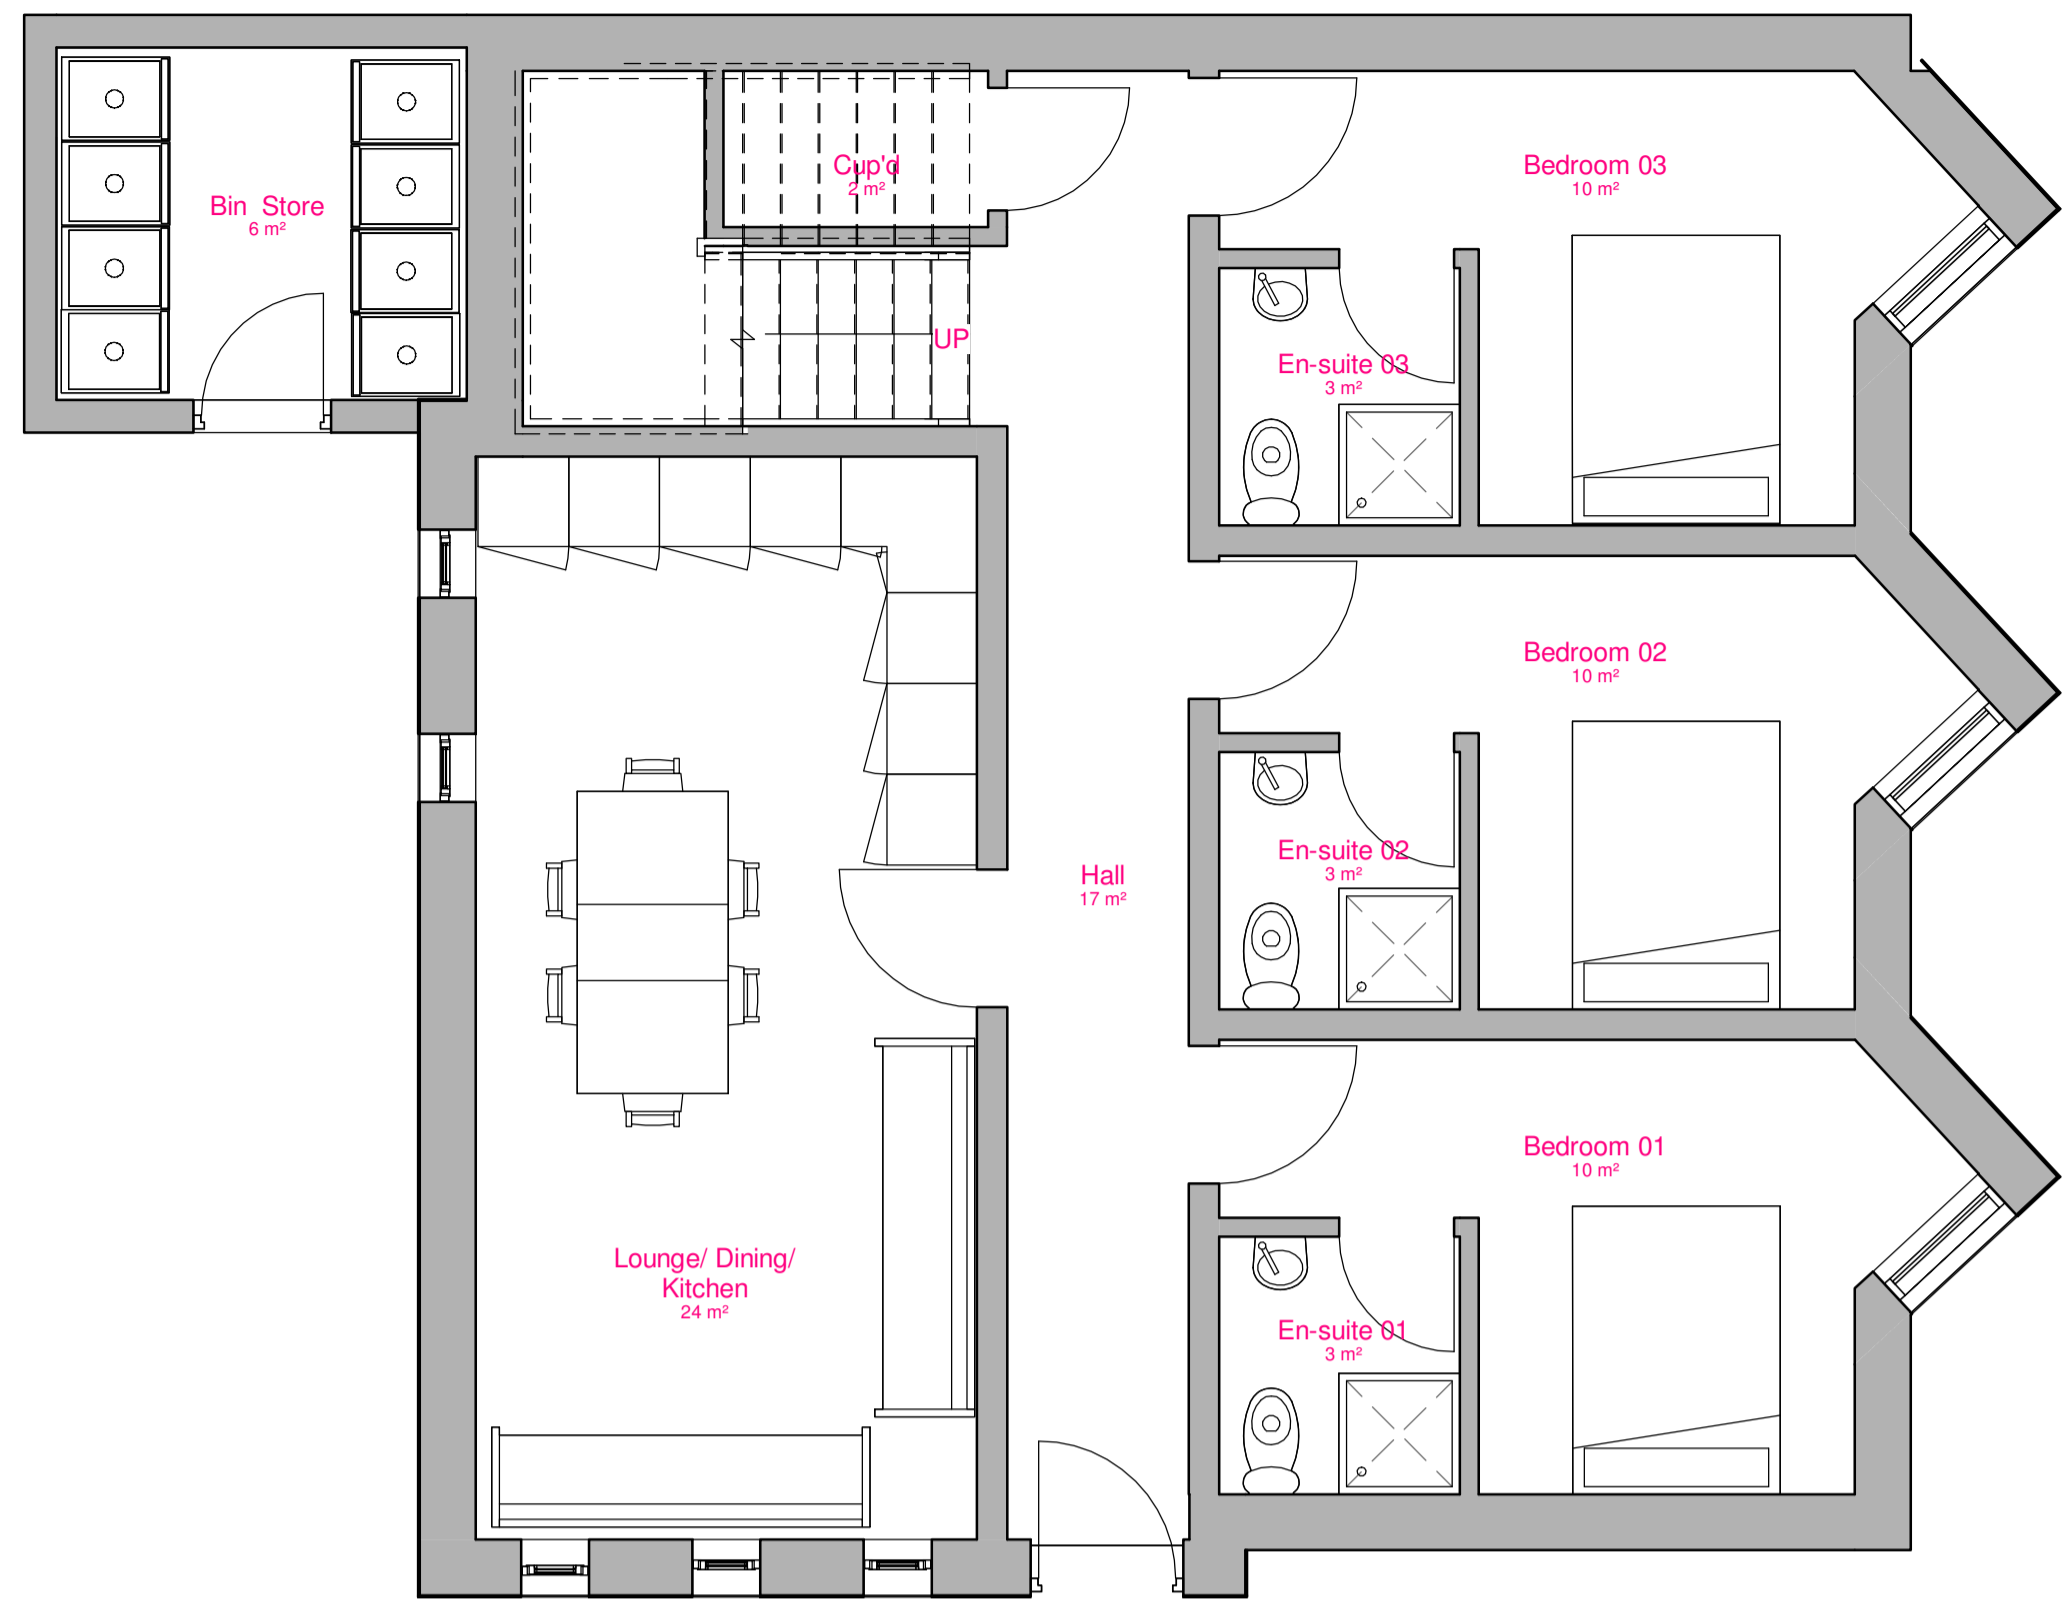 Bin Store
6 m²
Cup'd
2 m²
Bedroom 03
10 m²
UP
En-suite 03
3 m²
Bedroom 02
10 m²
En-suite 02
3 m²
Hall
17 m²
Bedroom 01
10 m²
Lounge/ Dining/
Kitchen
24 m²
En-suite 01
3 m²